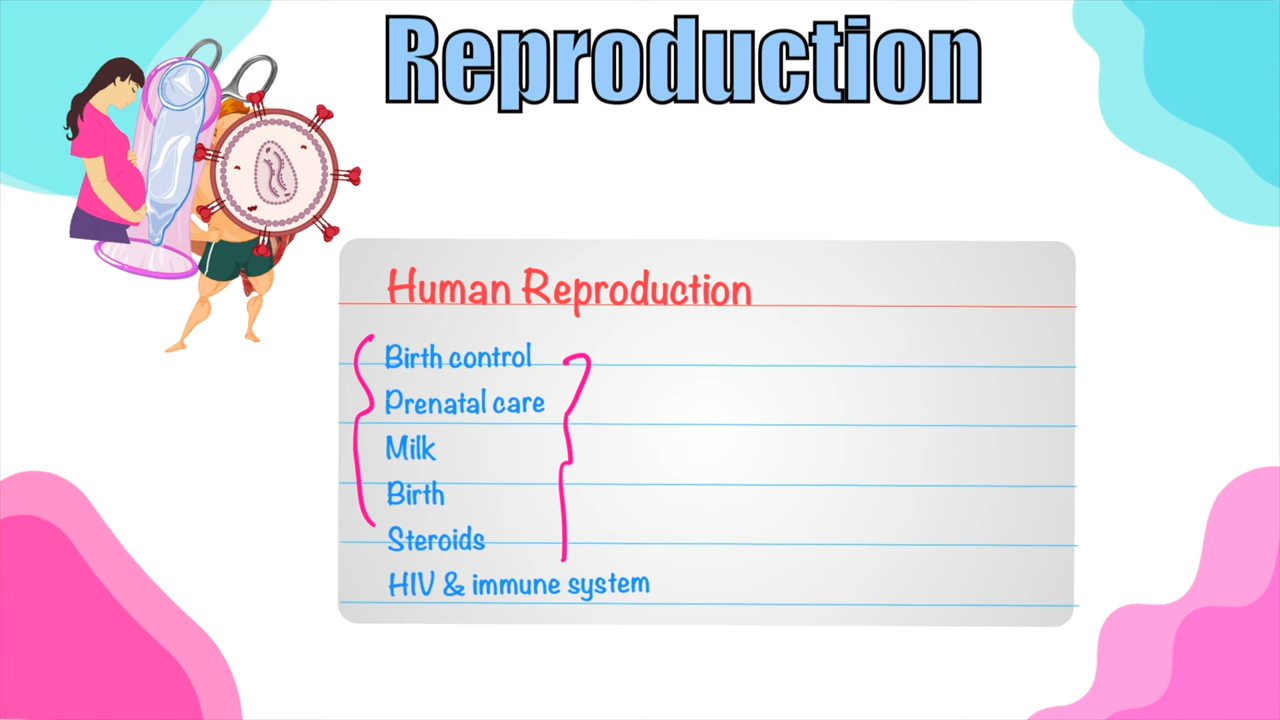 Reproduction
Human Reproduction
Birth control
Prenatal care
Milk
Birth
Steroids
HIV & immune system